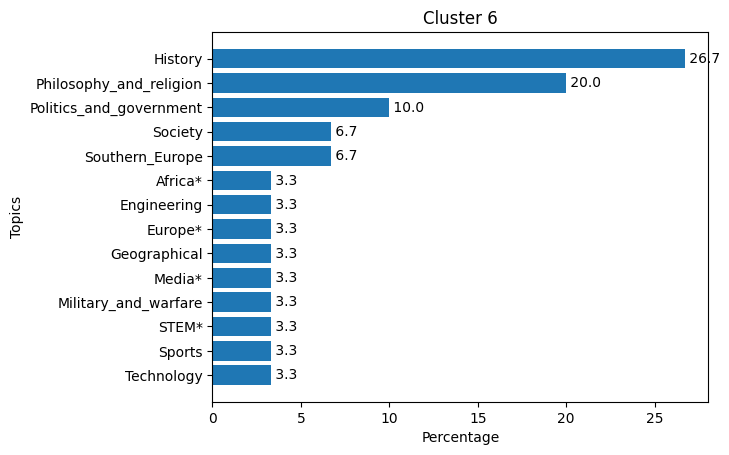 Cluster 6
Topics
History 26.7
Philosophy_and_religion 20.0
Politics_and_government 10.0
Society 6.7
Southern_Europe 6.7
Africa* 3.3
Engineering 3.3
Europe* 3.3
Geographical 3.3
Media* 3.3
Military_and_warfare 3.3
STEM* 3.3
Sports 3.3
Technology 3.3
0 5 10 15 20 25
Percentage